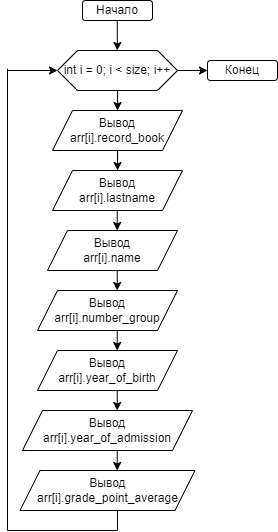 Начало
int i = 0; i < size; i++
Конец
Вывод
arr[i].record_book
Вывод
arr[i].lastname
Вывод
arr[i].name
Вывод
arr[i].number_group
Вывод
arr[i].year_of_birth
Вывод
arr[i].year_of_admission
Вывод
arr[i].grade_point_average